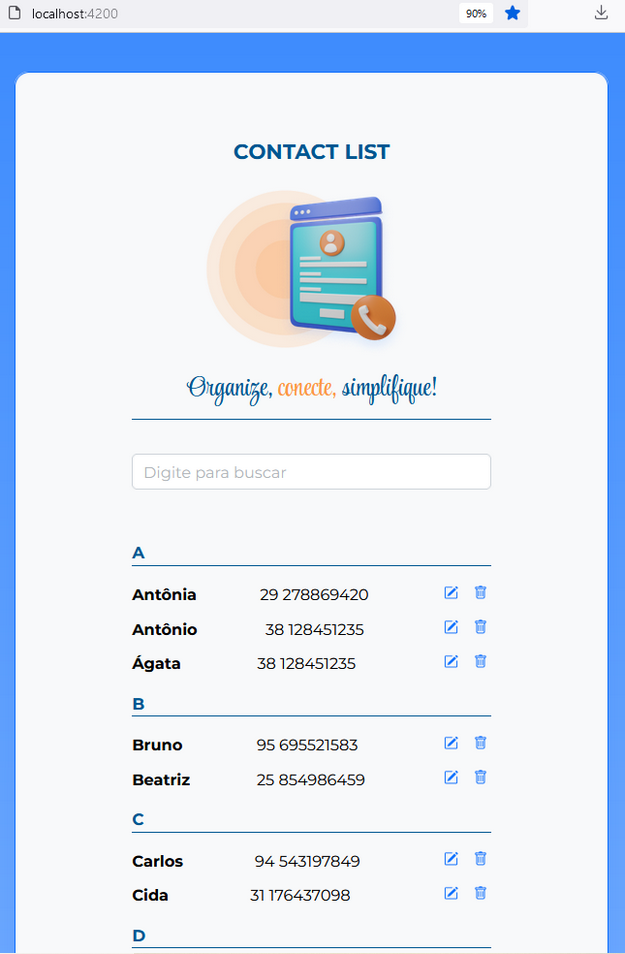 localhost:4200
90%
CONTACT LIST
Organize, conecte, simplifique!
Digite para buscar
A
Antônia 29 278869420
Antônio 38 128451235
Ágata 38 128451235
B
Bruno 95 695521583
Beatriz 25 854986459
C
Carlos 94 543197849
Cida 31 176437098
D